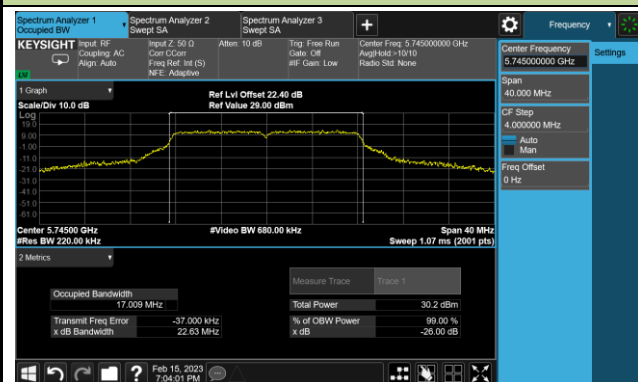 Spectrum Analyzer 1
Occupied BW
Spectrum Analyzer 2
Swept SA
Spectrum Analyzer 3
Swept SA
+
Frequency
KEYSIGHT
Input: RF
Coupling: AC
Align: Auto
Input Z: 50 Ω
Corr CCorr
Freq Ref: Int (S)
NFE: Adaptive
Atten: 10 dB
Trig: Free Run
Gate: Off
#IF Gain: Low
Center Freq: 5.745000000 GHz
Avg|Hold:>10/10
Radio Std: None
Center Frequency
5.745000000 GHz
Settings
Span
40.000 MHz
CF Step
4.000000 MHz
Auto
Man
Freq Offset
0 Hz
1 Graph
Scale/Div 10.0 dB
Ref Lvl Offset 22.40 dB
Ref Value 29.00 dBm
Log
19.0
9.00
-1.00
-11.0
-21.0
-31.0
-41.0
-51.0
-61.0
Center 5.74500 GHz
#Res BW 220.00 kHz
#Video BW 680.00 kHz
Span 40 MHz
Sweep 1.07 ms (2001 pts)
2 Metrics
Measure Trace
Trace 1
Occupied Bandwidth
17.009 MHz
Total Power
30.2 dBm
Transmit Freq Error
-37.000 kHz
% of OBW Power
99.00 %
x dB Bandwidth
22.63 MHz
x dB
-26.00 dB
?
Feb 15, 2023
7:04:01 PM